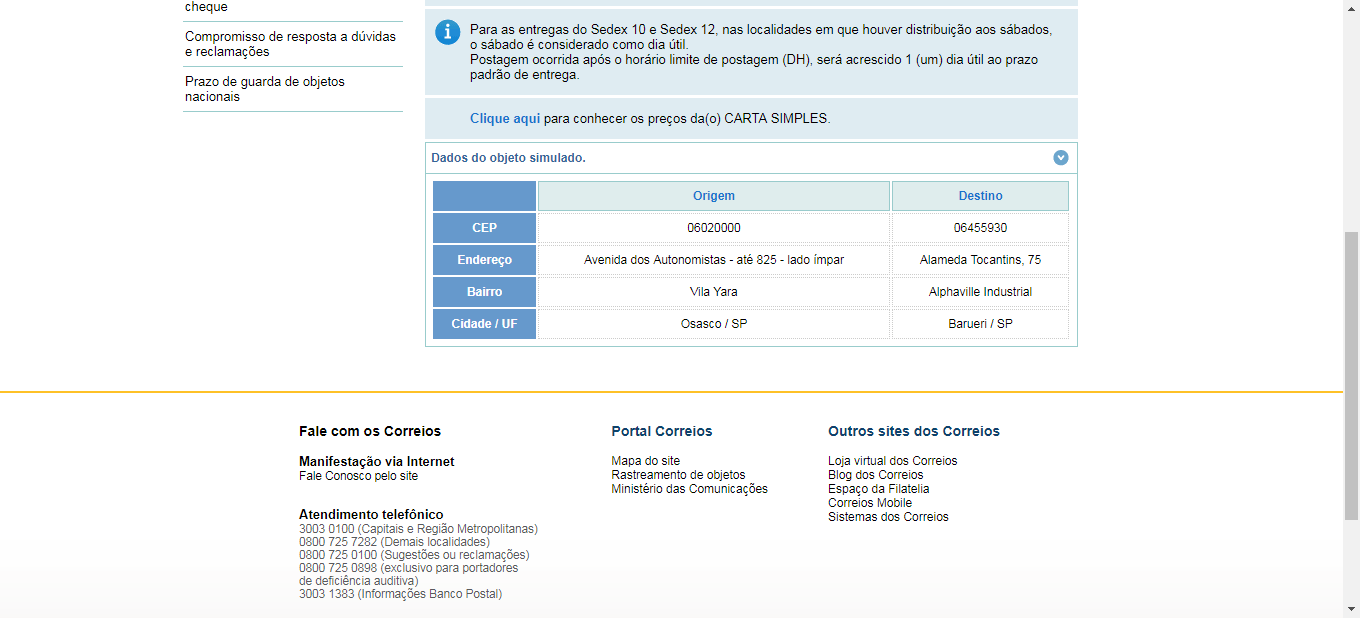 cheque
Compromisso de resposta a dúvidas
e reclamações
Prazo de guarda de objetos
nacionais
Para as entregas do Sedex 10 e Sedex 12, nas localidades em que houver distribuição aos sábados,
o sábado é considerado como dia útil.
Postagem ocorrida após o horário limite de postagem (DH), será acrescido 1 (um) dia útil ao prazo
padrão de entrega.
Clique aqui para conhecer os preços da(o) CARTA SIMPLES.
Dados do objeto simulado.
Origem Destino
CEP 06020000 06455930
Endereço Avenida dos Autonomistas - até 825 - lado ímpar Alameda Tocantins, 75
Bairro Vila Yara Alphaville Industrial
Cidade / UF Osasco / SP Barueri / SP
Fale com os Correios
Manifestação via Internet
Fale Conosco pelo site
Atendimento telefônico
3003 0100 (Capitais e Região Metropolitanas)
0800 725 7282 (Demais localidades)
0800 725 0100 (Sugestões ou reclamações)
0800 725 0898 (exclusivo para portadores
de deficiência auditiva)
3003 1383 (Informações Banco Postal)
Portal Correios
Mapa do site
Rastreamento de objetos
Ministério das Comunicações
Outros sites dos Correios
Loja virtual dos Correios
Blog dos Correios
Espaço da Filatelia
Correios Mobile
Sistemas dos Correios